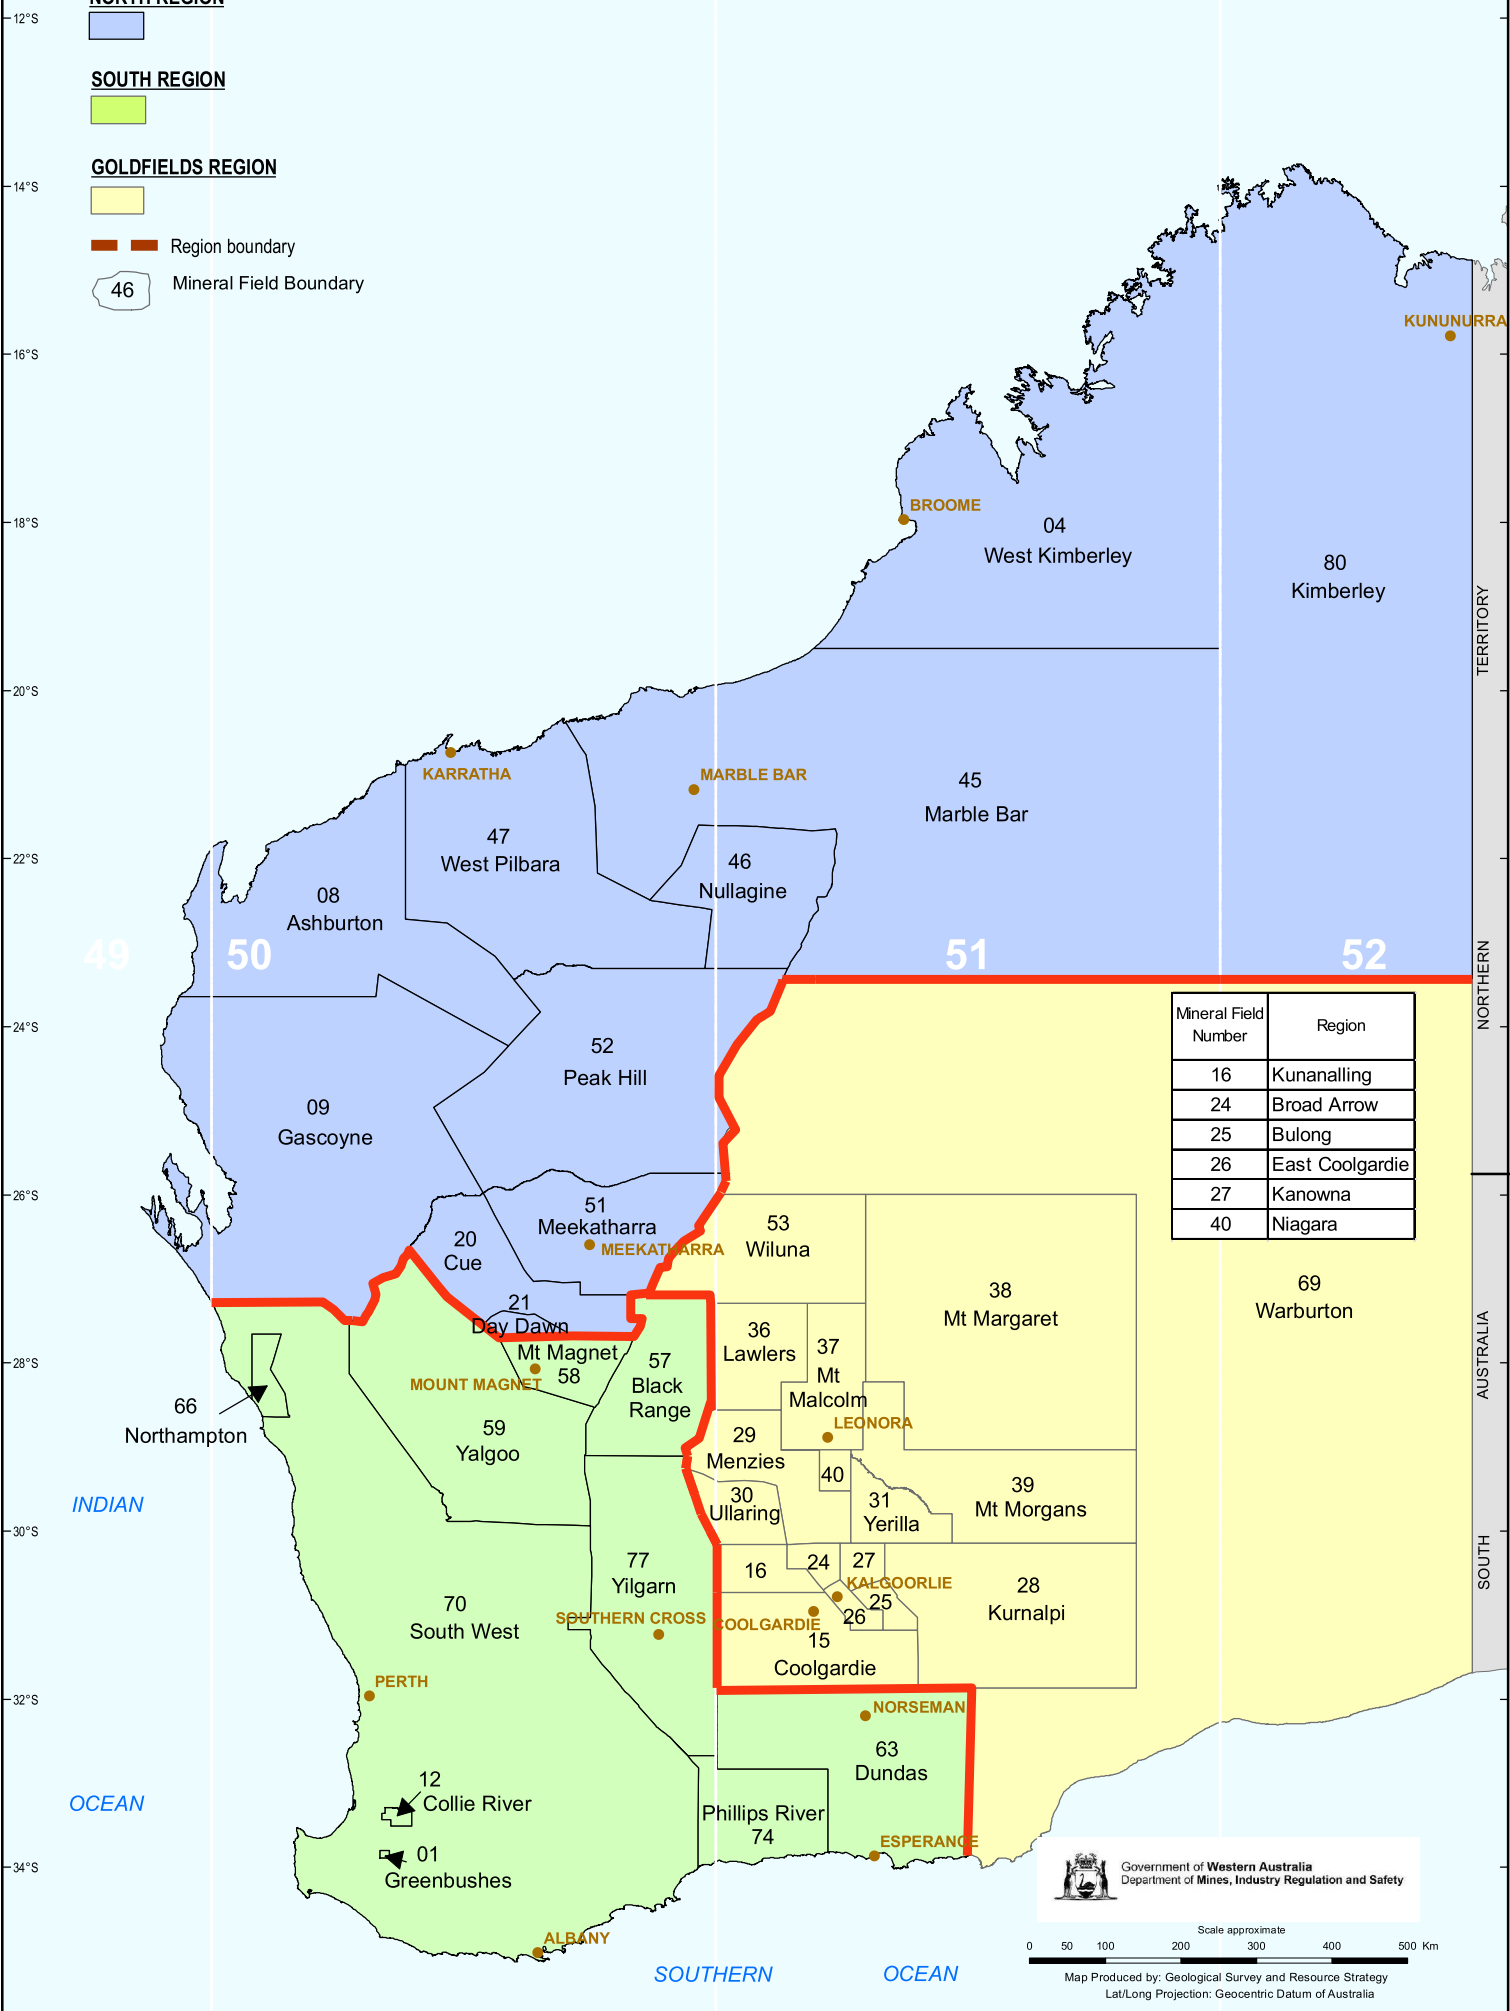 NORTH REGION
12°S
SOUTH REGION
GOLDFIELDS REGION
14°S
Region boundary
46
Mineral Field Boundary
KUNUNURRA
16°S
BROOME
18°S
04
West Kimberley
80
Kimberley
TERRITORY
20°S
KARRATHA
MARBLE BAR
45
Marble Bar
47
West Pilbara
22°S
46
Nullagine
08
Ashburton
49
50
51
52
NORTHERN
Mineral Field
Number
Region
16
Kunanalling
24
Broad Arrow
25
Bulong
26
East Coolgardie
27
Kanowna
40
Niagara
24°S
52
Peak Hill
09
Gascoyne
26°S
51
Meekatharra
MEEKATHARRA
20
Cue
53
Wiluna
38
Mt Margaret
69
Warburton
21
Day Dawn
36
Lawlers
37
Mt
Malcolm
AUSTRALIA
28°S
Mt Magnet
58
MOUNT MAGNET
57
Black
Range
66
Northampton
59
Yalgoo
LEONORA
29
Menzies
40
INDIAN
30
Ullaring
31
Yerilla
39
Mt Morgans
30°S
SOUTH
77
Yilgarn
16
24
27
KALGOORLIE
25
26
28
Kurnalpi
70
South West
SOUTHERN CROSS
COOLGARDIE
15
Coolgardie
PERTH
32°S
NORSEMAN
63
Dundas
12
Collie River
OCEAN
Phillips River
74
ESPERANCE
01
Greenbushes
34°S
Government of Western Australia
Department of Mines, Industry Regulation and Safety
ALBANY
SOUTHERN
OCEAN
Scale approximate
0 50 100 200 300 400 500 Km
Map Produced by: Geological Survey and Resource Strategy
Lat/Long Projection: Geocentric Datum of Australia